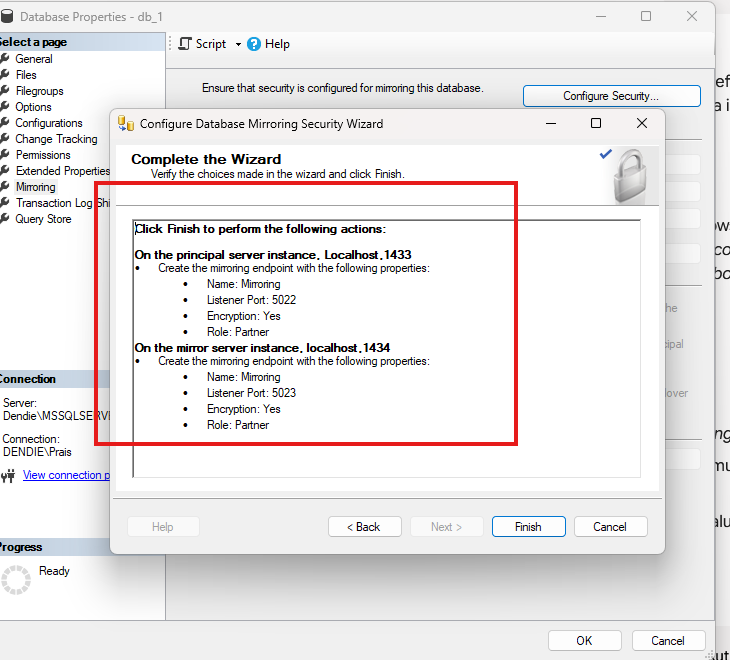 Database Properties - db_1
Select a page
General
Files
Filegroups
Options
Configurations
Change Tracking
Permissions
Extended Properties
Mirroring
Transaction Log Shi
Query Store
Script
Help
Ensure that security is configured for mirroring this database.
Configure Security...
Configure Database Mirroring Security Wizard
Complete the Wizard
Verify the choices made in the wizard and click Finish.
Click Finish to perform the following actions:
On the principal server instance, Localhost,1433
• Create the mirroring endpoint with the following properties:
• Name: Mirroring
• Listener Port: 5022
• Encryption: Yes
• Role: Partner
On the mirror server instance, localhost,1434
• Create the mirroring endpoint with the following properties:
• Name: Mirroring
• Listener Port: 5023
• Encryption: Yes
• Role: Partner
Help
< Back
Next >
Finish
Cancel
Connection
Server:
Dendie\MSSQLSERV
Connection:
DENDIE\Prais
View connection p
Progress
Ready
OK
Cancel